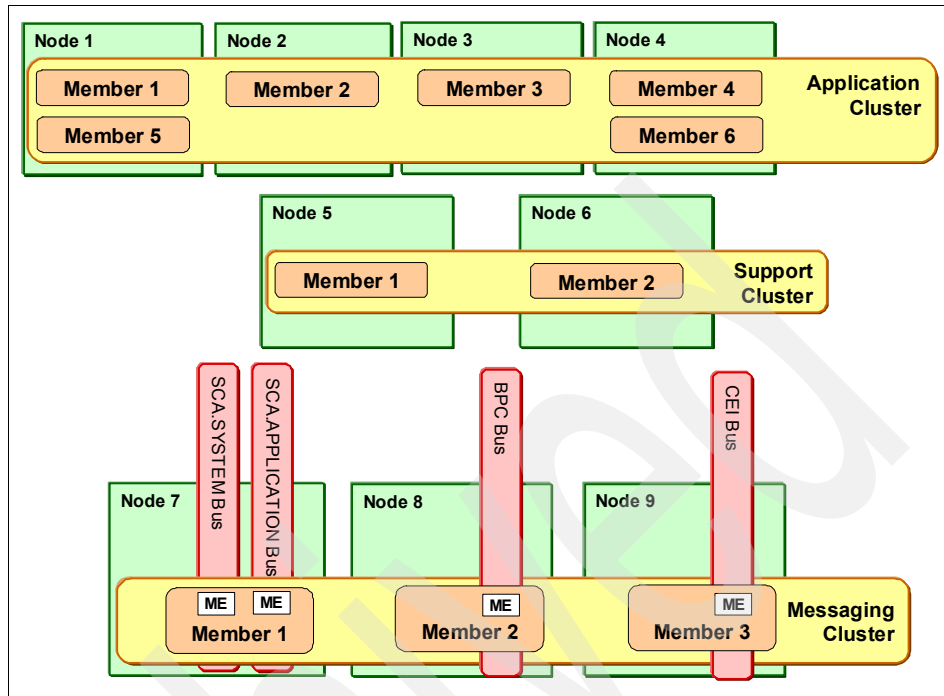 Node 1
Node 2
Node 3
Node 4
Member 1
Member 2
Member 3
Member 4
Application
Cluster
Member 5
Member 6
Node 5
Node 6
Member 1
Member 2
Support
Cluster
SCA.SYSTEM Bus
SCA.APPLICATION Bus
BPC Bus
CEI Bus
Node 7
Node 8
Node 9
ME
ME
ME
ME
Member 1
Member 2
Member 3
Messaging
Cluster